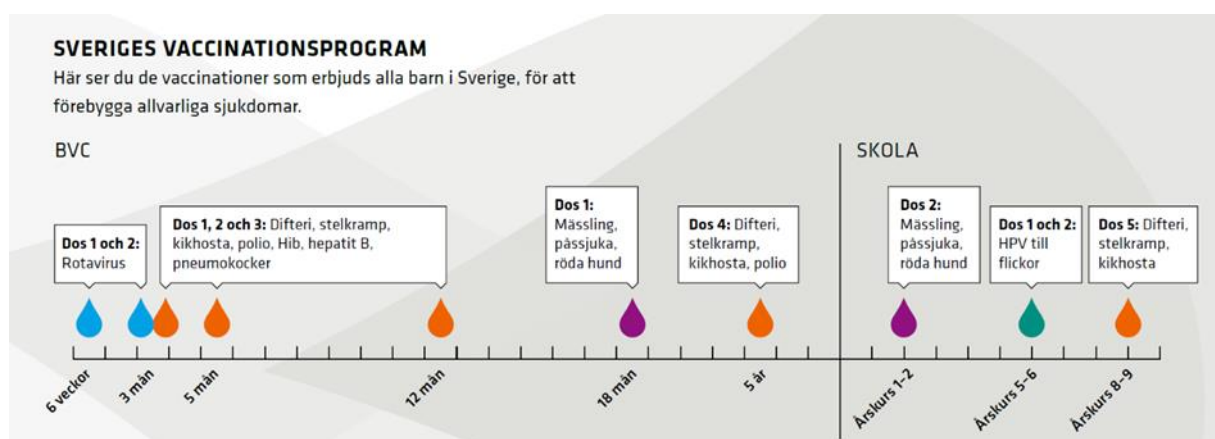 SVERIGES VACCINATIONSPROGRAM
Här ser du de vaccinationer som erbjuds alla barn i Sverige, för att
förebygga allvarliga sjukdomar.
BVC
SKOLA
Dos 1 och 2:
Rotavirus
Dos 1, 2 och 3: Difteri, stelkramp,
kikhosta, polio, Hib, hepatit B,
pneumokocker
Dos 1:
Mässling,
påssjuka,
röda hund
Dos 4: Difteri,
stelkramp,
kikhosta, polio
Dos 2:
Mässling,
påssjuka,
röda hund
Dos 1 och 2:
HPV till
flickor
Dos 5: Difteri,
stelkramp,
kikhosta
6 veckor
3 mån
5 mån
12 mån
18 mån
5 år
Årskurs 1–2
Årskurs 5–6
Årskurs 8–9